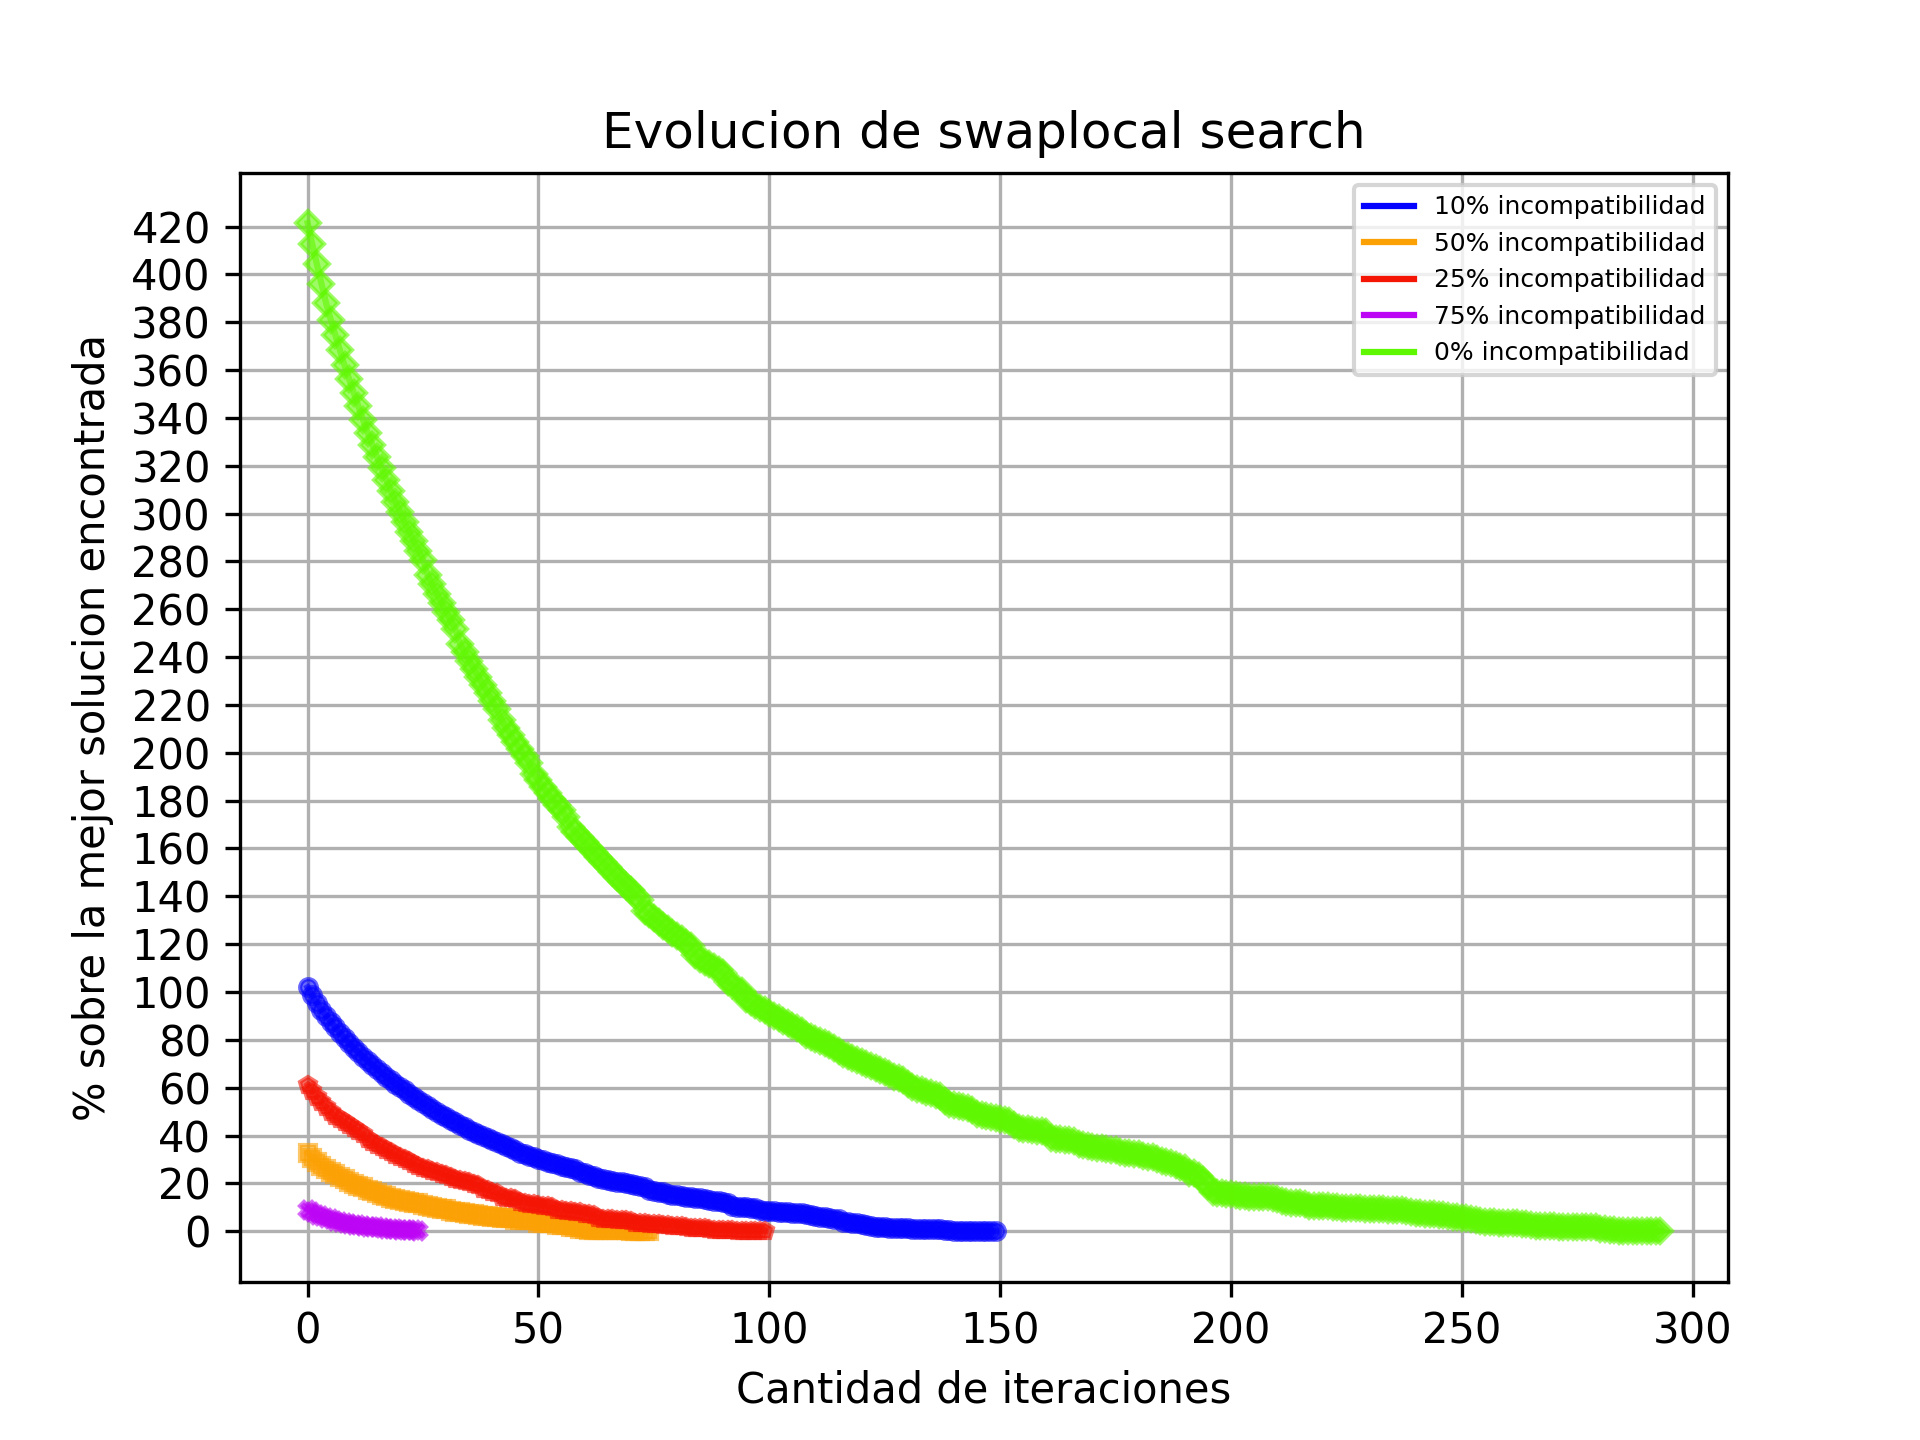 Evolucion de swaplocal search
10% incompatibilidad
50% incompatibilidad
25% incompatibilidad
75% incompatibilidad
0% incompatibilidad
% sobre la mejor solucion encontrada
420
400
380
360
340
320
300
280
260
240
220
200
180
160
140
120
100
80
60
40
20
0
0 50 100 150 200 250 300
Cantidad de iteraciones